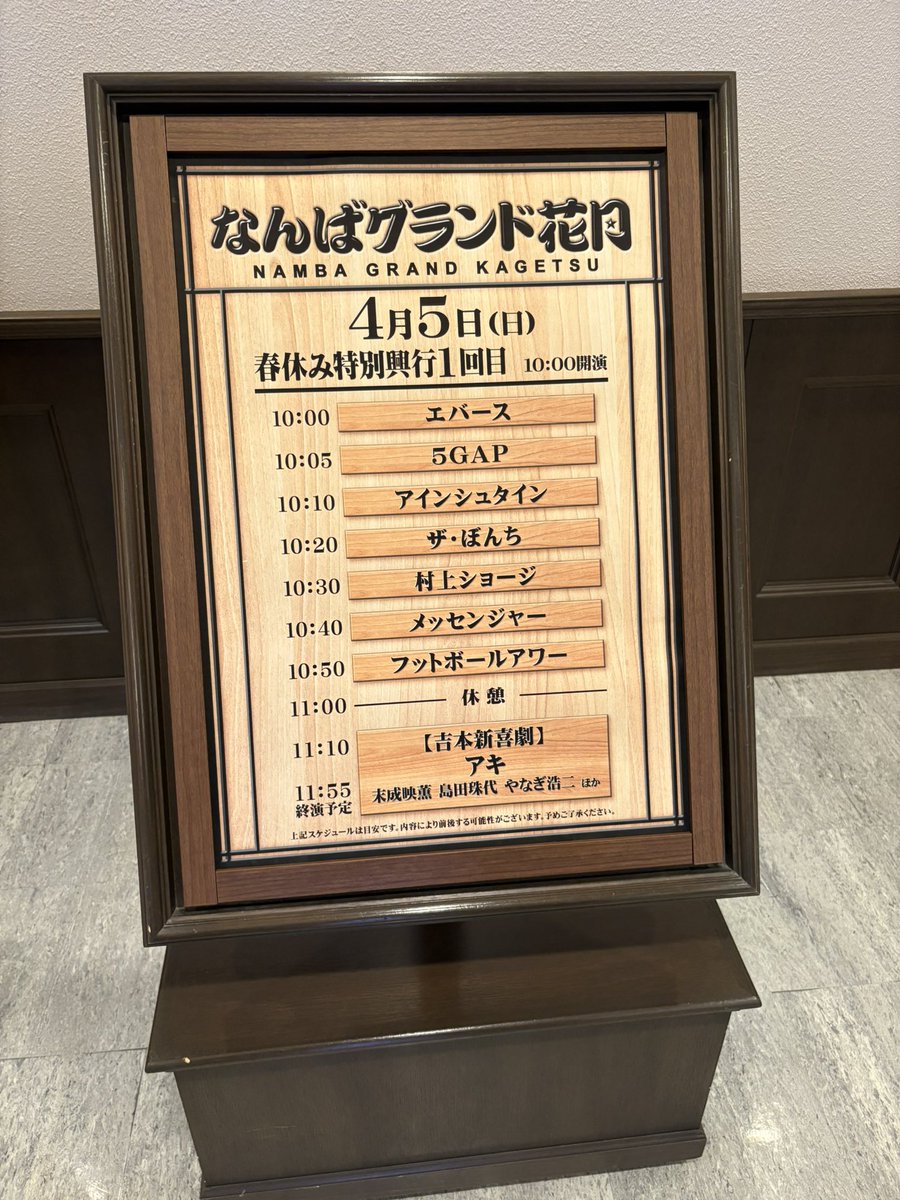 なんばグランド花月
NAMBA GRAND KAGETSU
4月5日(日)
春休み特別興行1回目 10:00開演
10:00 エバース
10:05 5GAP
10:10 アインシュタイン
10:20 ザ・ぼんち
10:30 村上ショージ
10:40 メッセンジャー
10:50 フットボールアワー
11:00 休憩
11:10 【吉本新喜劇】
アキ
11:55 未成映薫 島田珠代 やなぎ浩二 ほか
終演予定
上記スケジュールは目安です。内容により前後する可能性がございます。予めご了承ください。